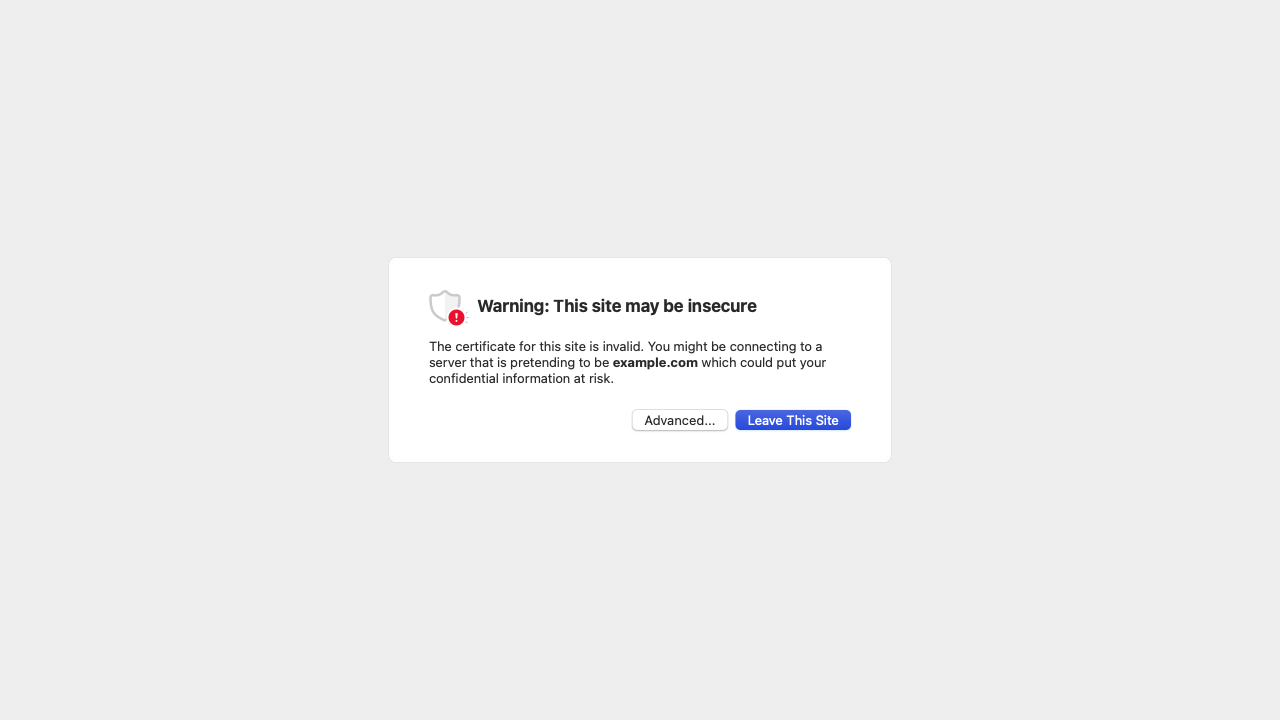 Warning: This site may be insecure
The certificate for this site is invalid. You might be connecting to a
server that is pretending to be example.com which could put your
confidential information at risk.
Advanced...
Leave This Site